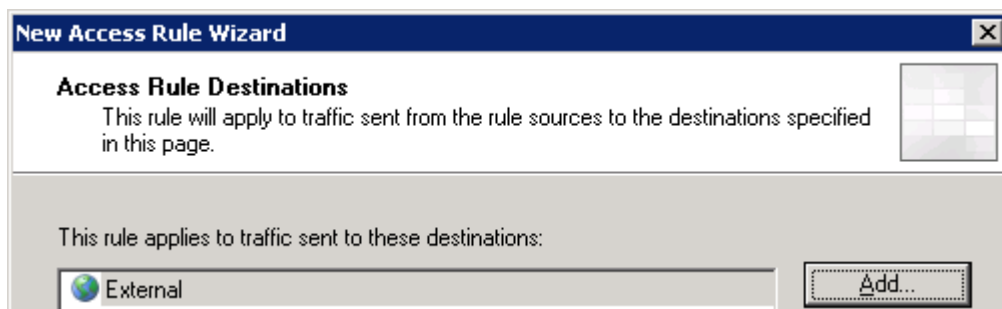 New Access Rule Wizard
Access Rule Destinations
This rule will apply to traffic sent from the rule sources to the destinations specified
in this page.
This rule applies to traffic sent to these destinations:
External
Add...